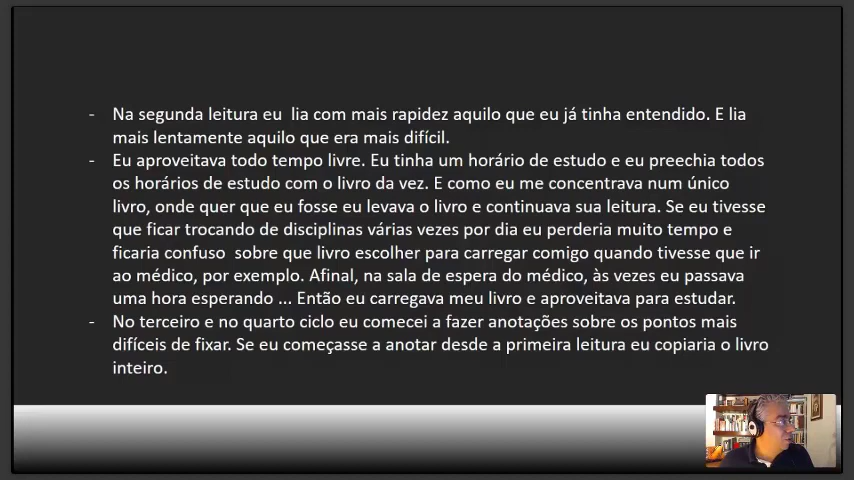 - Na segunda leitura eu  lia com mais rapidez aquilo que eu já tinha entendido. E lia
mais lentamente aquilo que era mais difícil.
- Eu aproveitava todo tempo livre. Eu tinha um horário de estudo e eu preechia todos
os horários de estudo com o livro da vez. E como eu me concentrava num único
livro, onde quer que eu fosse eu levava o livro e continuava sua leitura. Se eu tivesse
que ficar trocando de disciplinas várias vezes por dia eu perderia muito tempo e
ficaria confuso  sobre que livro escolher para carregar comigo quando tivesse que ir
ao médico, por exemplo. Afinal, na sala de espera do médico, às vezes eu passava
uma hora esperando ... Então eu carregava meu livro e aproveitava para estudar.
- No terceiro e no quarto ciclo eu comecei a fazer anotações sobre os pontos mais
difíceis de fixar. Se eu começasse a anotar desde a primeira leitura eu copiaria o livro
inteiro.